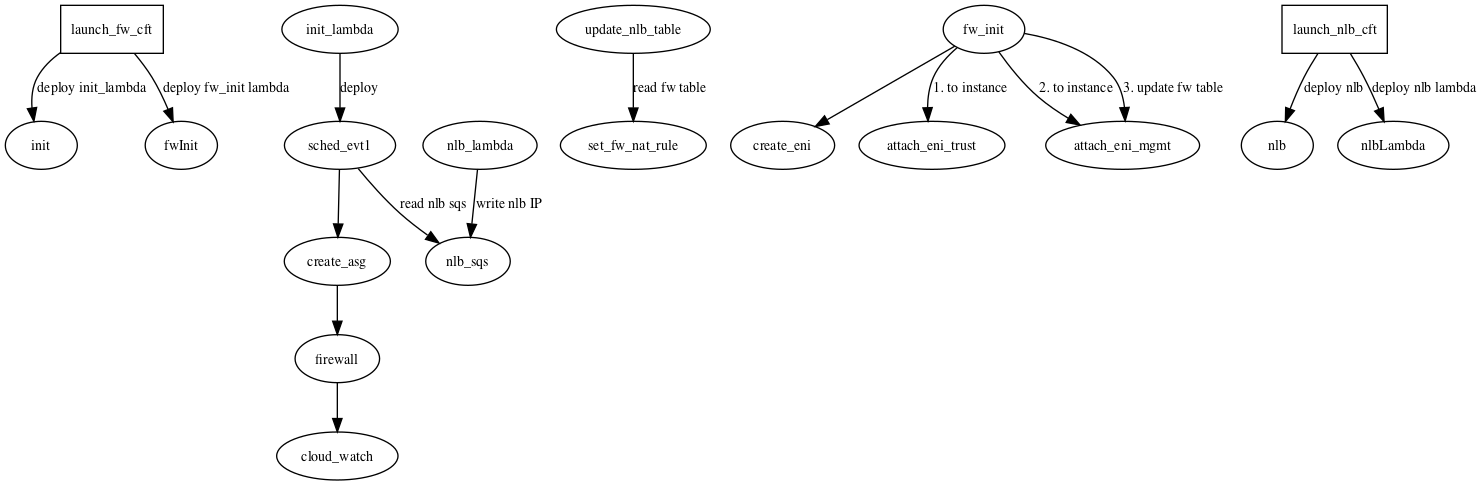 launch_fw_cft
init_lambda
update_nlb_table
fw_init
launch_nlb_cft
deploy init_lambda
deploy fw_init lambda
deploy
read fw table
1. to instance
2. to instance
3. update fw table
deploy nlb
deploy nlb lambda
init
fwInit
sched_evt1
nlb_lambda
set_fw_nat_rule
create_eni
attach_eni_trust
attach_eni_mgmt
nlb
nlbLambda
read nlb sqs
write nlb IP
create_asg
nlb_sqs
firewall
cloud_watch